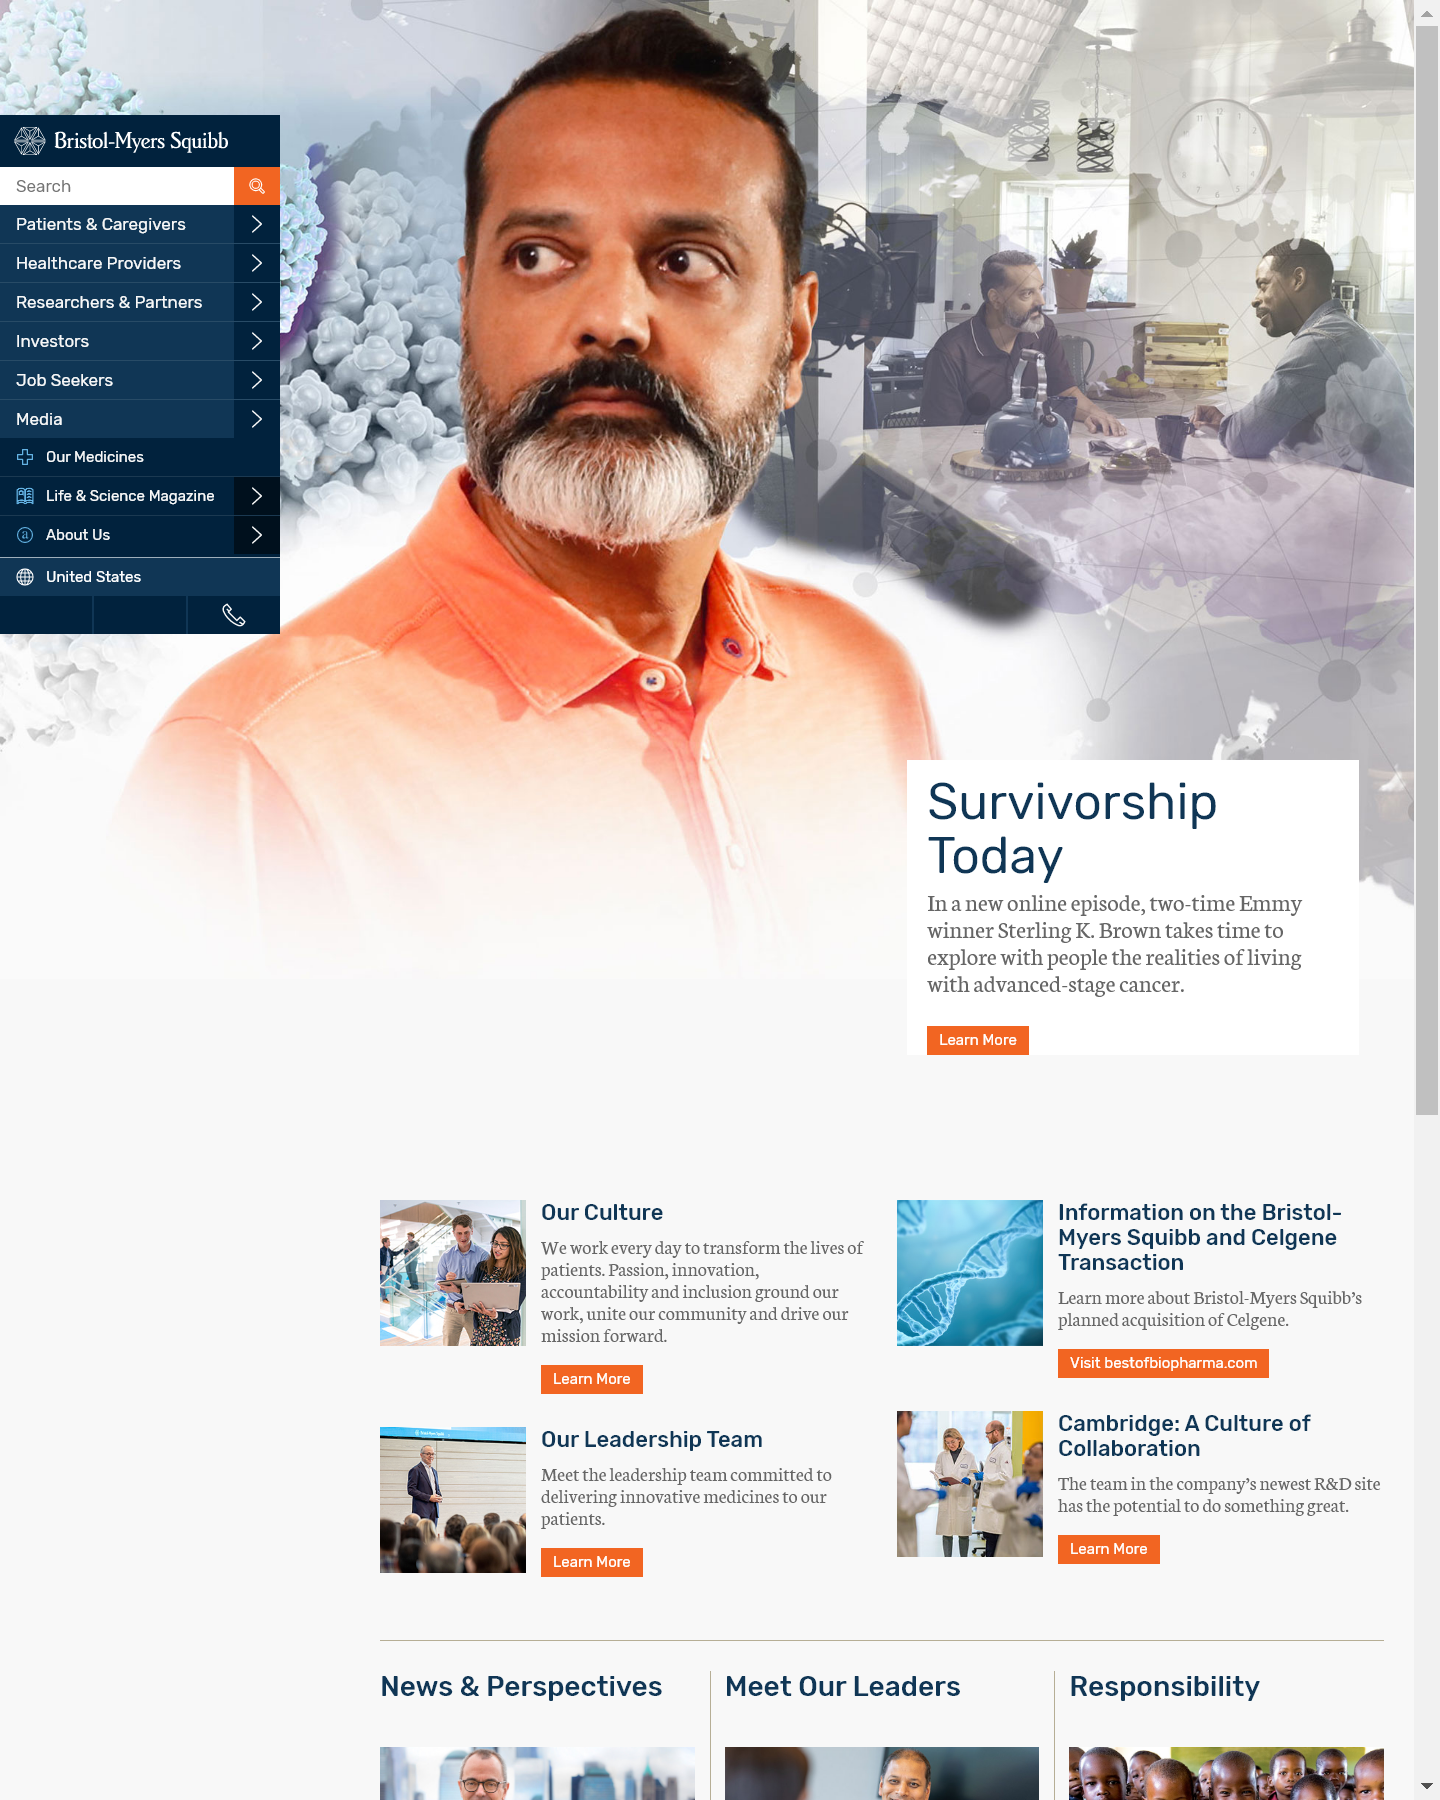 Bristol-Myers Squibb
Search
Patients & Caregivers
Healthcare Providers
Researchers & Partners
Investors
Job Seekers
Media
Our Medicines
Life & Science Magazine
About Us
United States
Survivorship
Today
In a new online episode, two-time Emmy
winner Sterling K. Brown takes time to
explore with people the realities of living
with advanced-stage cancer.
Learn More
Our Culture
We work every day to transform the lives of
patients. Passion, innovation,
accountability and inclusion ground our
work, unite our community and drive our
mission forward.
Learn More
Our Leadership Team
Meet the leadership team committed to
delivering innovative medicines to our
patients.
Learn More
Information on the Bristol-
Myers Squibb and Celgene
Transaction
Learn more about Bristol-Myers Squibb’s
planned acquisition of Celgene.
Visit bestofbiopharma.com
Cambridge: A Culture of
Collaboration
The team in the company’s newest R&D site
has the potential to do something great.
Learn More
News & Perspectives
Meet Our Leaders
Responsibility